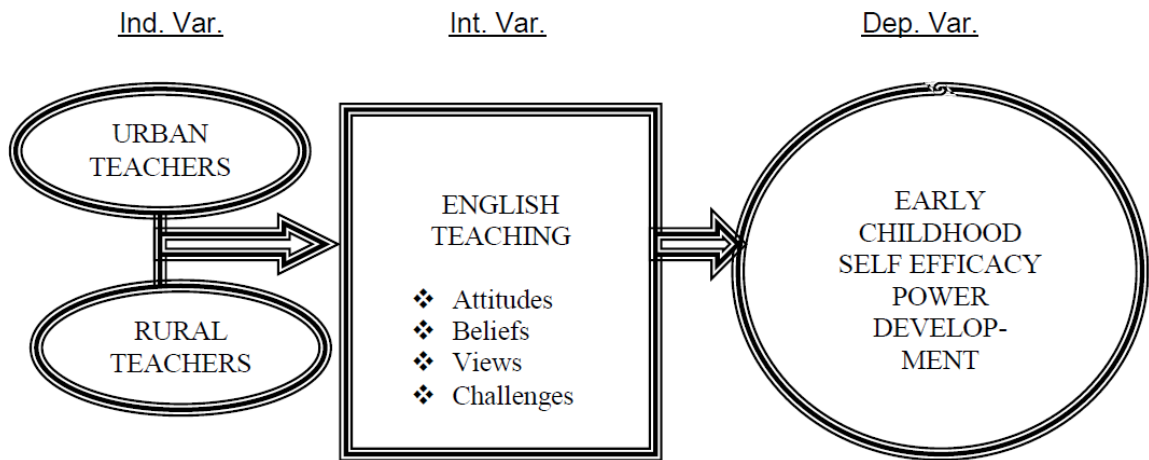 Ind. Var.
Int. Var.
Dep. Var.
URBAN
TEACHERS
RURAL
TEACHERS
ENGLISH
TEACHING
❖ Attitudes
❖ Beliefs
❖ Views
❖ Challenges
EARLY
CHILDHOOD
SELF EFFICACY
POWER
DEVELOP-
MENT